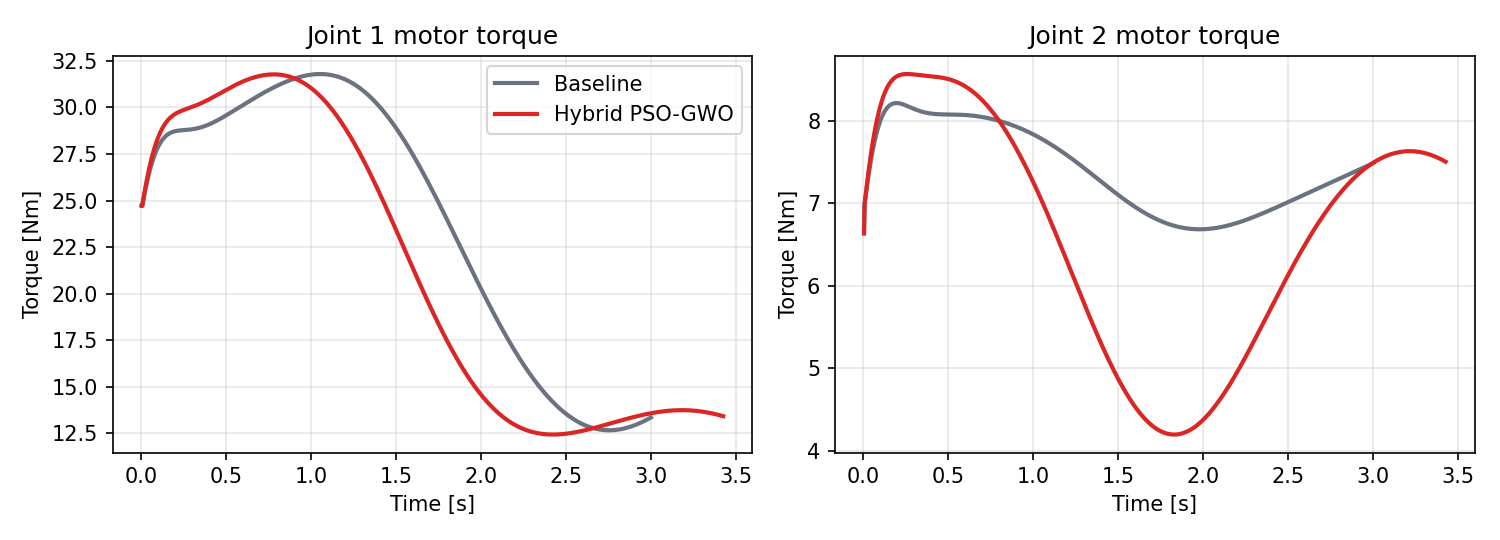 Joint 1 motor torque
Torque [Nm]
32.5
30.0
27.5
25.0
22.5
20.0
17.5
15.0
12.5
Baseline
Hybrid PSO-GWO
0.0 0.5 1.0 1.5 2.0 2.5 3.0 3.5
Time [s]
Joint 2 motor torque
Torque [Nm]
8
7
6
5
4
0.0 0.5 1.0 1.5 2.0 2.5 3.0 3.5
Time [s]